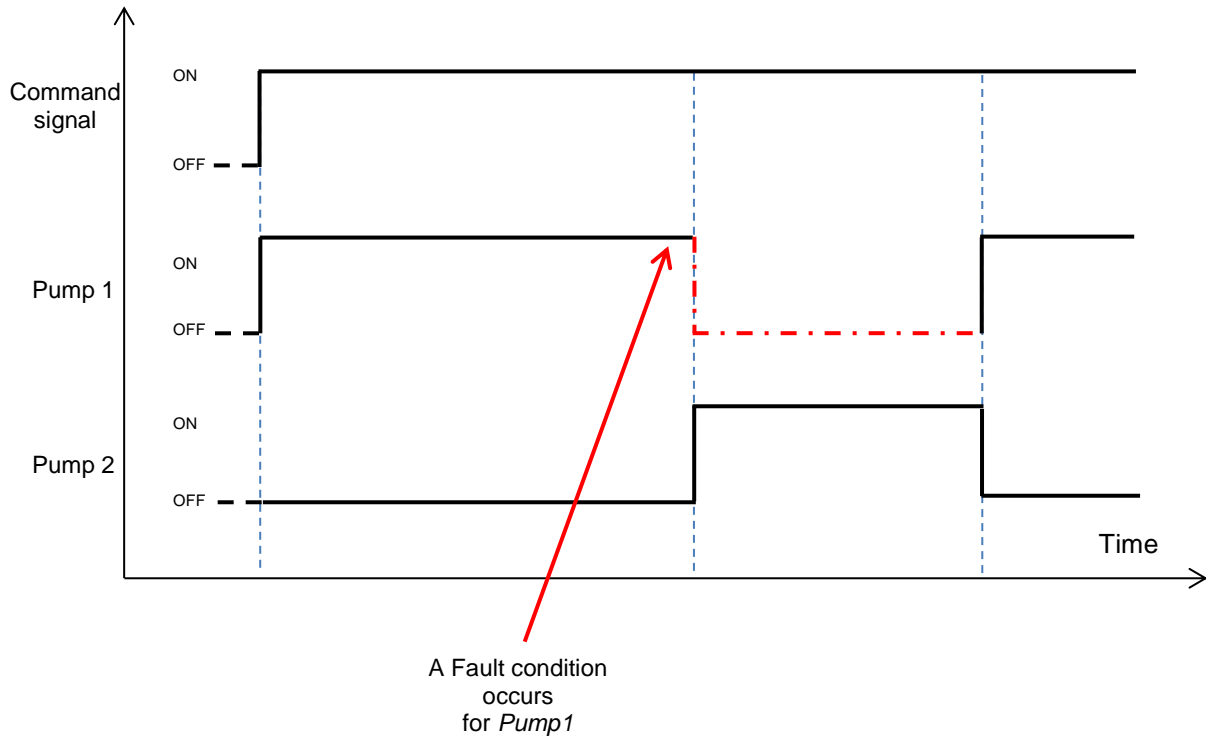 ON
Command
signal
OFF
ON
Pump 1
OFF
ON
Pump 2
OFF
Time
A Fault condition
occurs
for Pump1